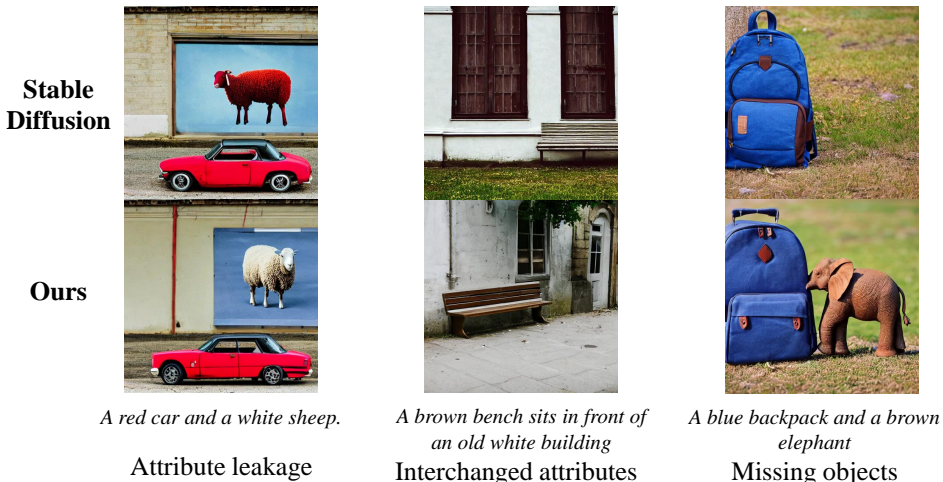 Stable
Diffusion
Ours
A red car and a white sheep.
A brown bench sits in front of
an old white building
A blue backpack and a brown
elephant
Attribute leakage
Interchanged attributes
Missing objects